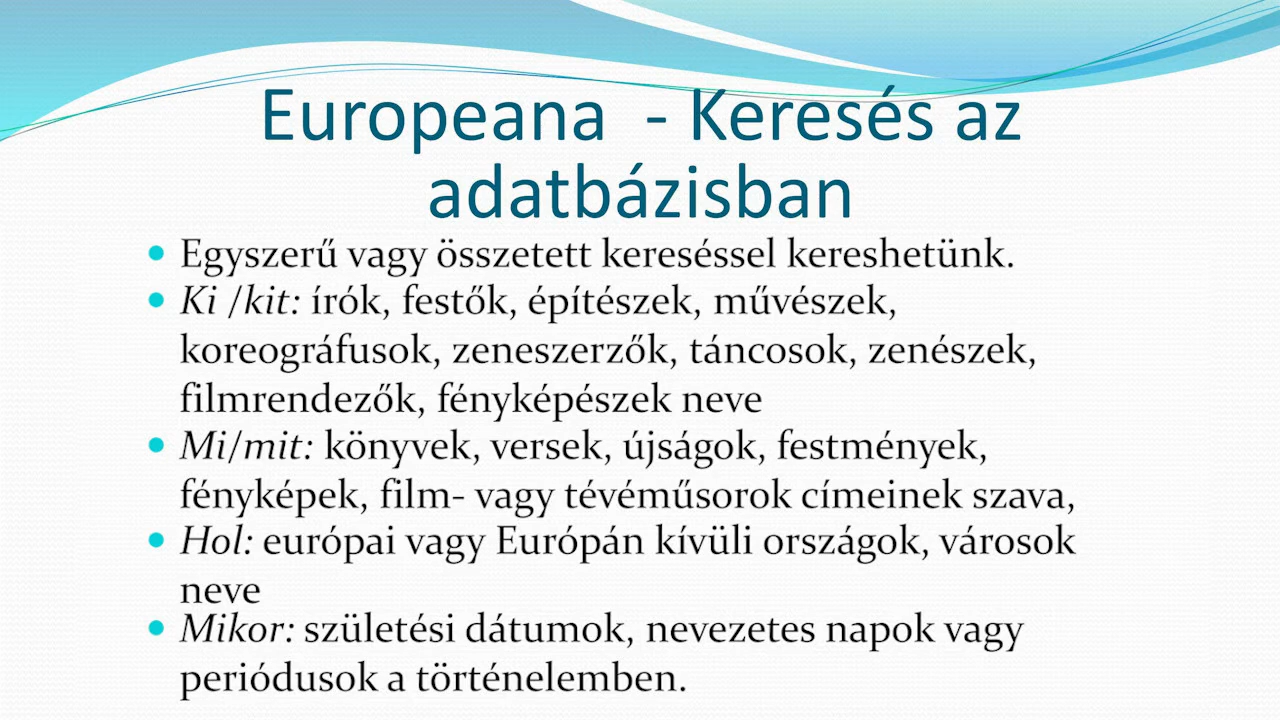 Europeana - Keresés az
adatbázisban
• Egyszerű vagy összetett kereséssel kereshetünk.
• Ki /kit: írók, festők, építészek, művészek,
koreográfusok, zeneszerzők, táncosok, zenészek,
filmrendezők, fényképészek neve
• Mi/mit: könyvek, versek, újságok, festmények,
fényképek, film- vagy tévéműsorok címeinek szava,
• Hol: európai vagy Európán kívüli országok, városok
neve
• Mikor: születési dátumok, nevezetes napok vagy
periódusok a történelemben.